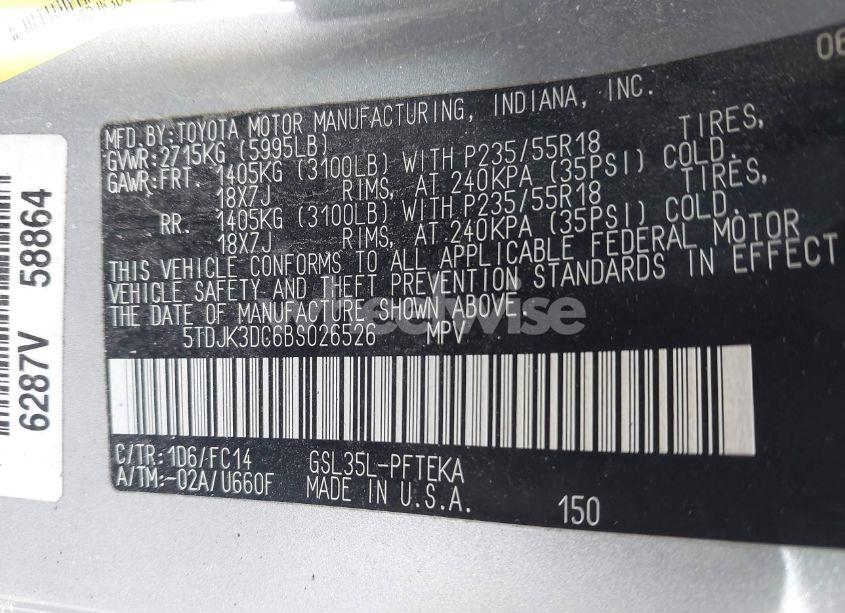 06
MFD.BY:TOYOTA MOTOR MANUFACTURING, INDIANA, INC.
GVWR:2715KG (5995LB)
GAWR:FRT. 1405KG (3100LB) WITH P235/55R18 TIRES,
18X7J RIMS, AT 240KPA (35PSI) COLD.
RR. 1405KG (3100LB) WITH P235/55R18 TIRES,
18X7J RIMS, AT 240KPA (35PSI) COLD.
THIS VEHICLE CONFORMS TO ALL APPLICABLE FEDERAL MOTOR
VEHICLE SAFETY AND THEFT PREVENTION STANDARDS IN EFFECT
THE DATE OF MANUFACTURE SHOWN ABOVE.
5TDJK3DC6BS026526 MPV
C/TR:1D6/FC14 GSL35L-PFTEKA
A/TM:-02A/U660F MADE IN U.S.A.
150
6287V 58864